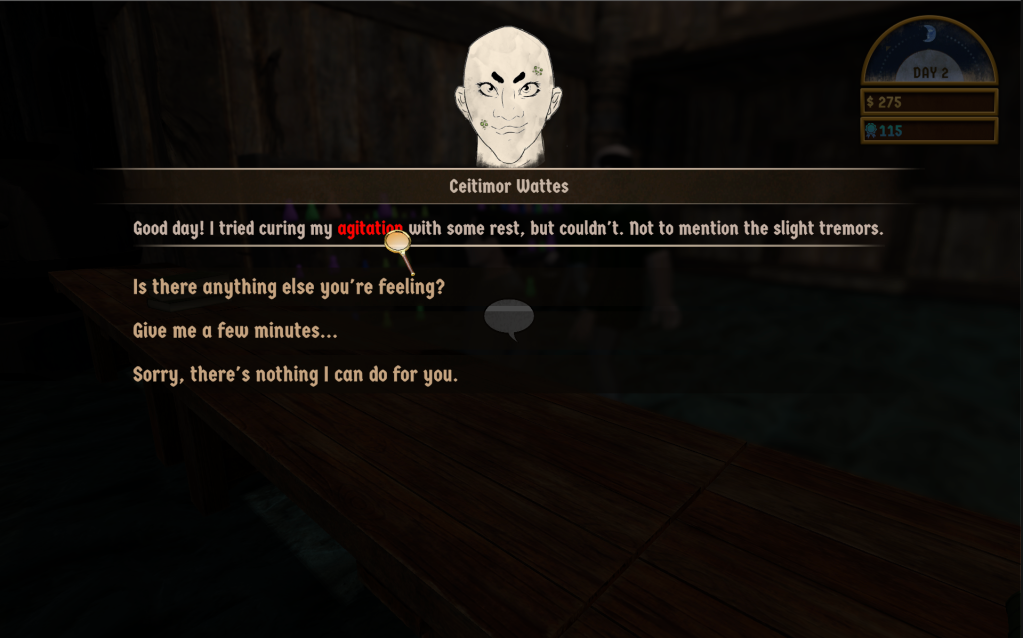 DAY 2
$ 275
115
Ceitimor Wattes
Good day! I tried curing my agitation with some rest, but couldn't. Not to mention the slight tremors.
Is there anything else you're feeling?
Give me a few minutes...
Sorry, there's nothing I can do for you.